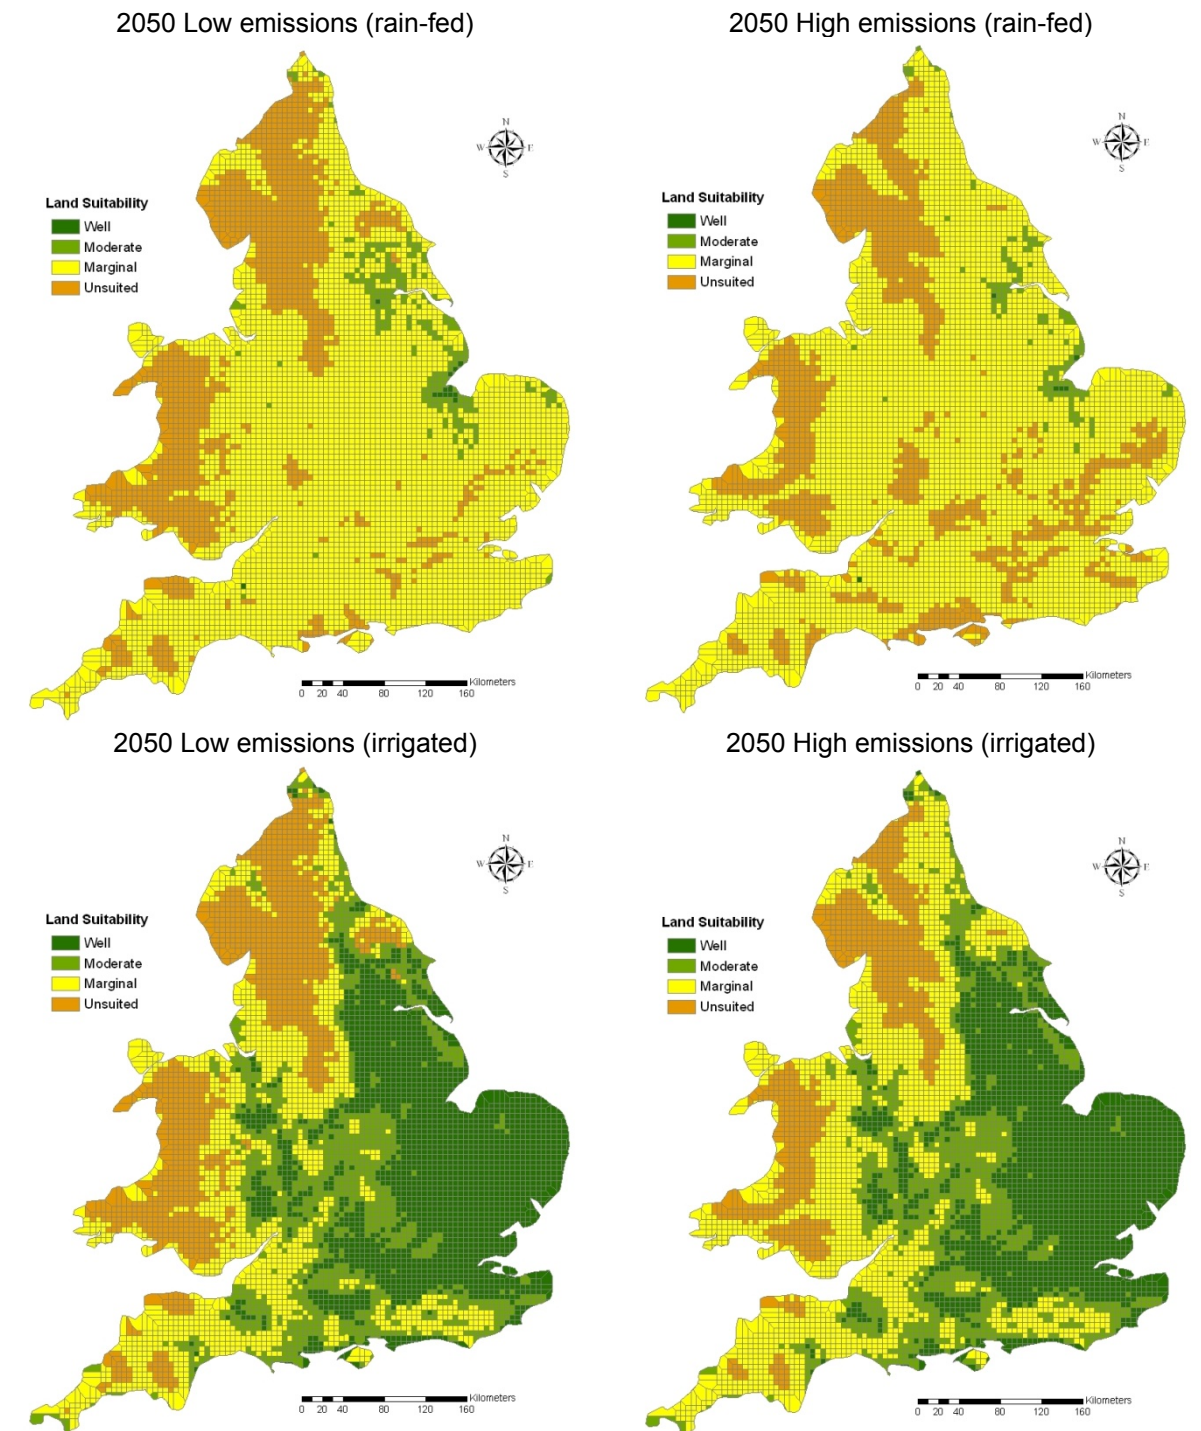 2050 Low emissions (rain-fed)
2050 High emissions (rain-fed)
N
W E
S
Land Suitability
Well
Moderate
Marginal
Unsuited
Kilometers
0 20 40 80 120 160
N
W E
S
Land Suitability
Well
Moderate
Marginal
Unsuited
Kilometers
0 20 40 80 120 160
2050 Low emissions (irrigated)
2050 High emissions (irrigated)
N
W E
S
Land Suitability
Well
Moderate
Marginal
Unsuited
Kilometers
0 20 40 80 120 160
N
W E
S
Land Suitability
Well
Moderate
Marginal
Unsuited
Kilometers
0 20 40 80 120 160